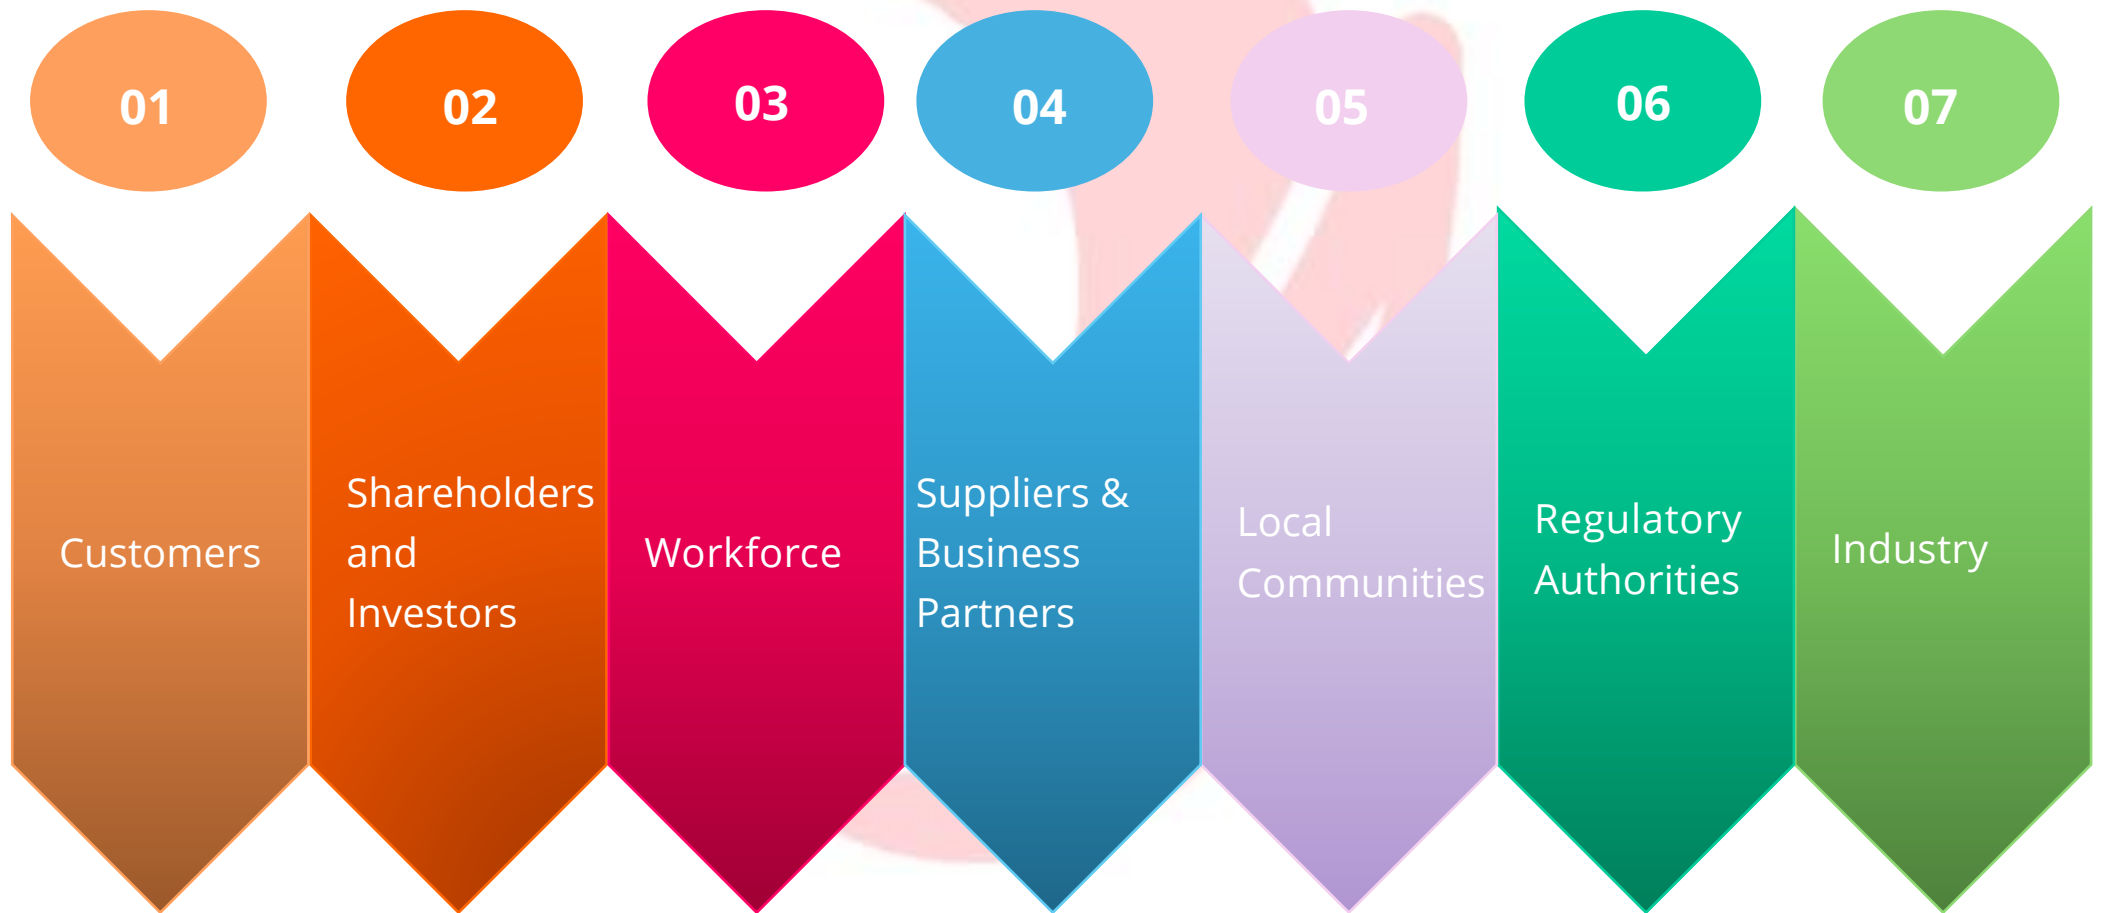 01
02
03
04
05
06
07
Customers
Shareholders
and
Investors
Workforce
Suppliers &
Business
Partners
Local
Communities
Regulatory
Authorities
Industry